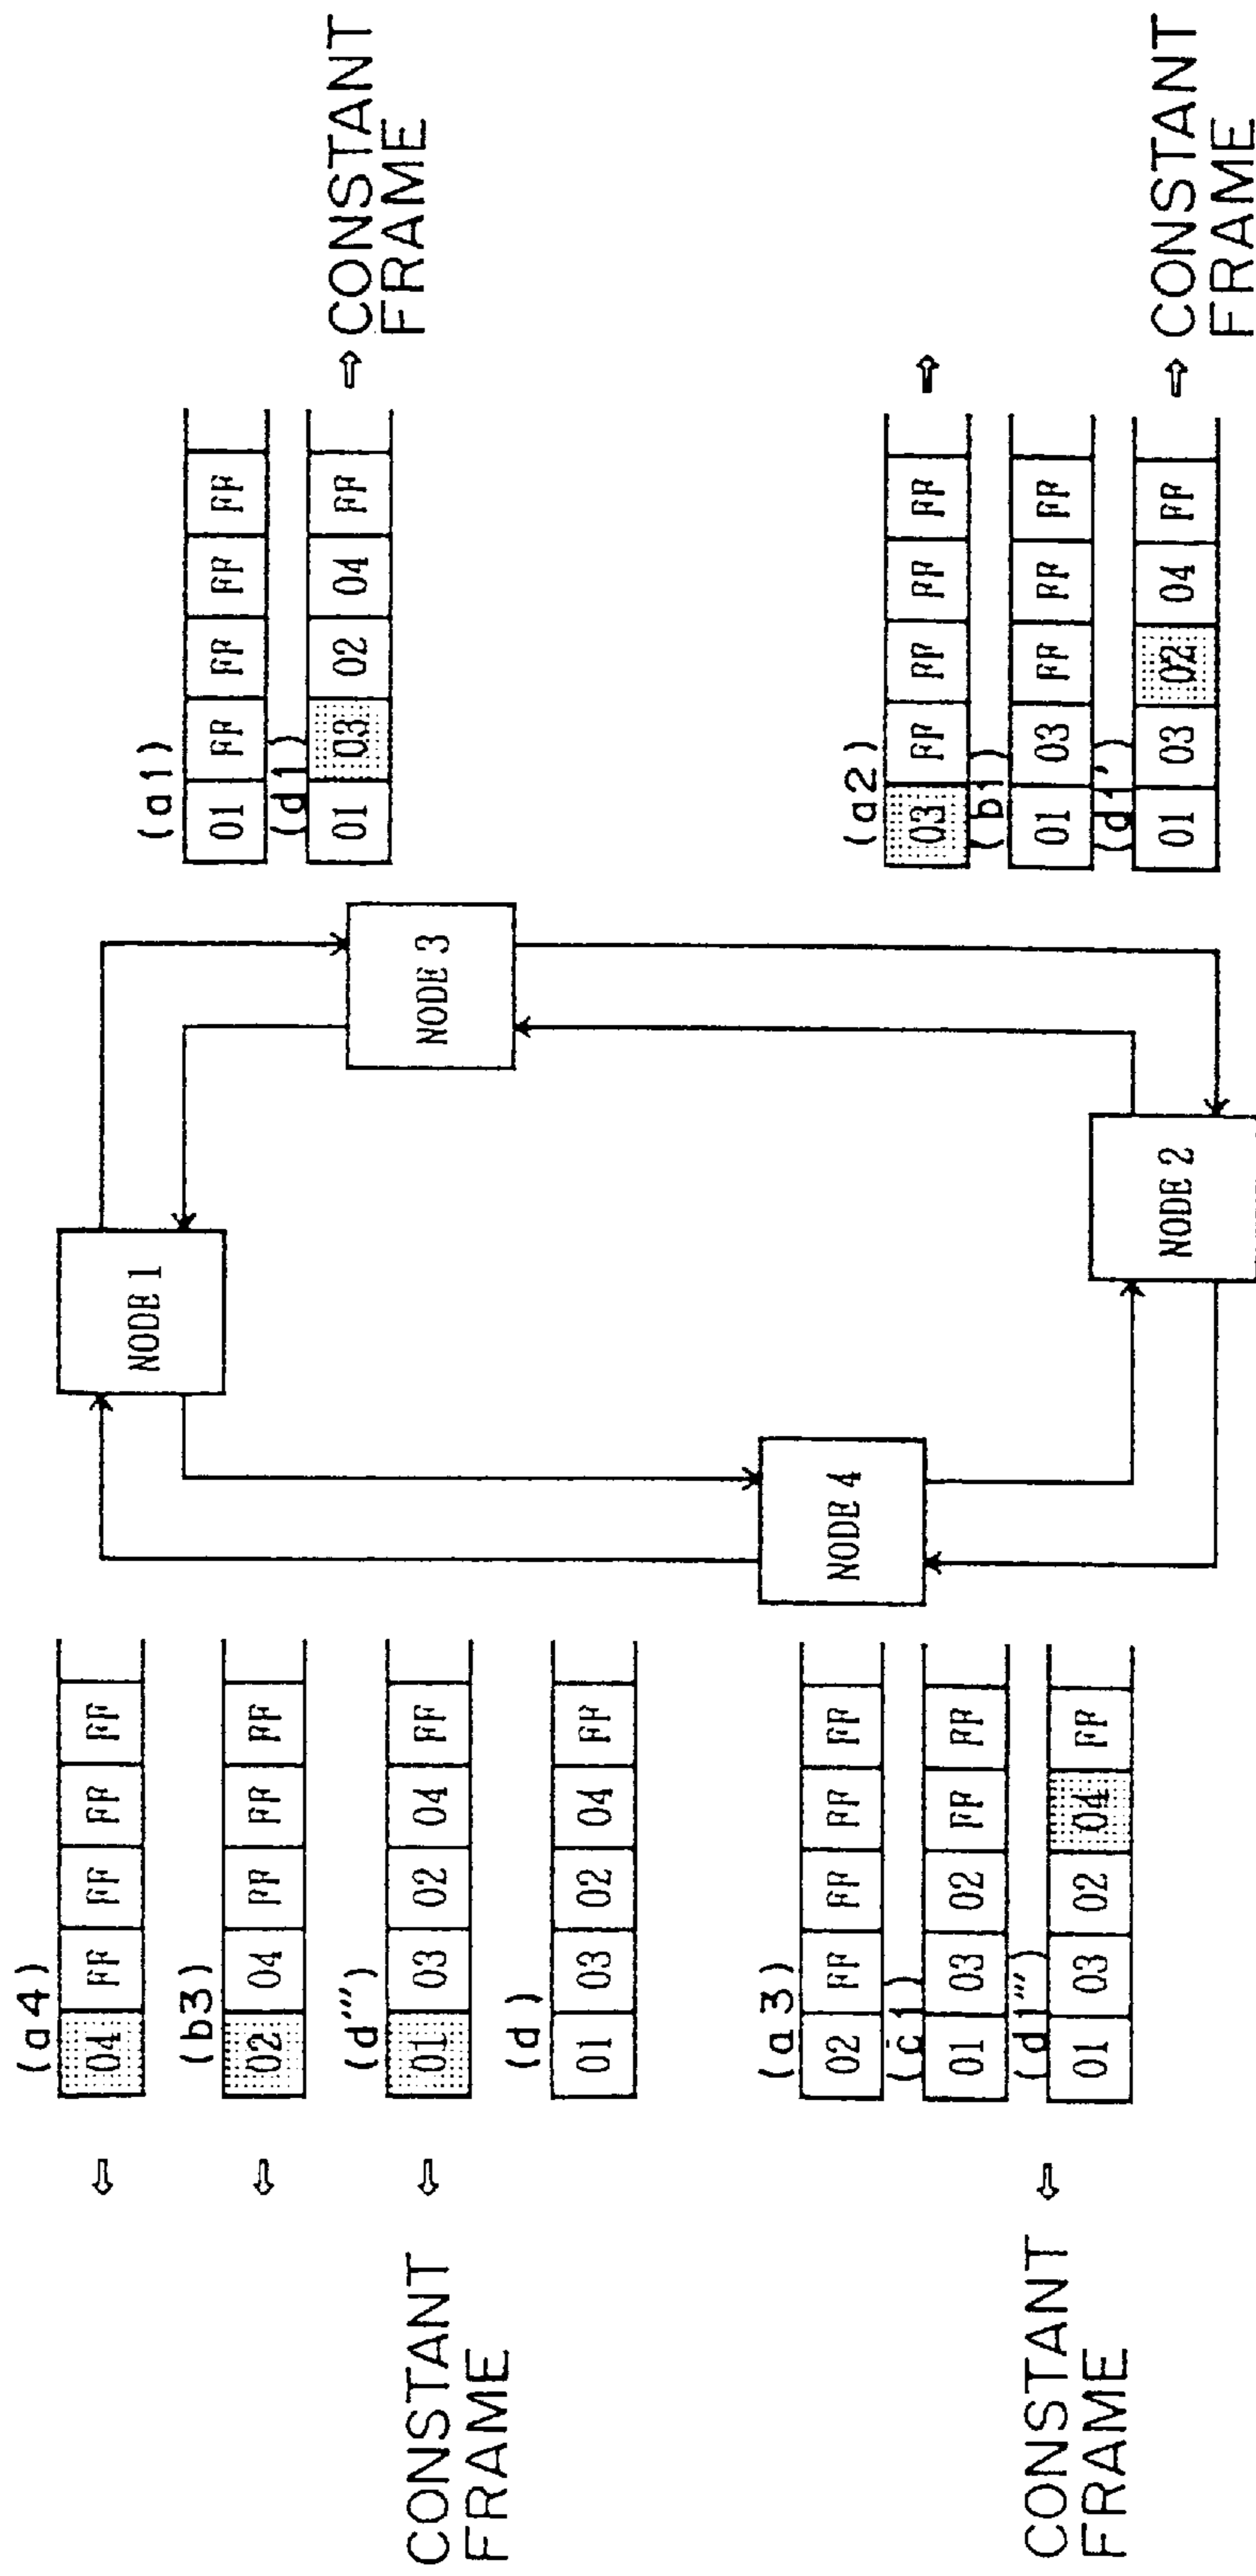 (a4)
04 FF FF FF
(b3)
02 04 FF FF
(d''')
01 03 02 04 FF
CONSTANT
FRAME
(d)
01 03 02 04 FF
(a3)
02 FF FF FF
(c1)
01 03 02 FF FF
(d1''')
01 03 02 04 FF
CONSTANT
FRAME
NODE 1
NODE 3
NODE 4
NODE 2
(a1)
01 FF FF FF FF
(d1)
01 03 02 04 FF
CONSTANT
FRAME
(a2)
03 FF FF FF FF
(b1)
01 03 FF FF FF
(d1')
01 03 02 04 FF
CONSTANT
FRAME